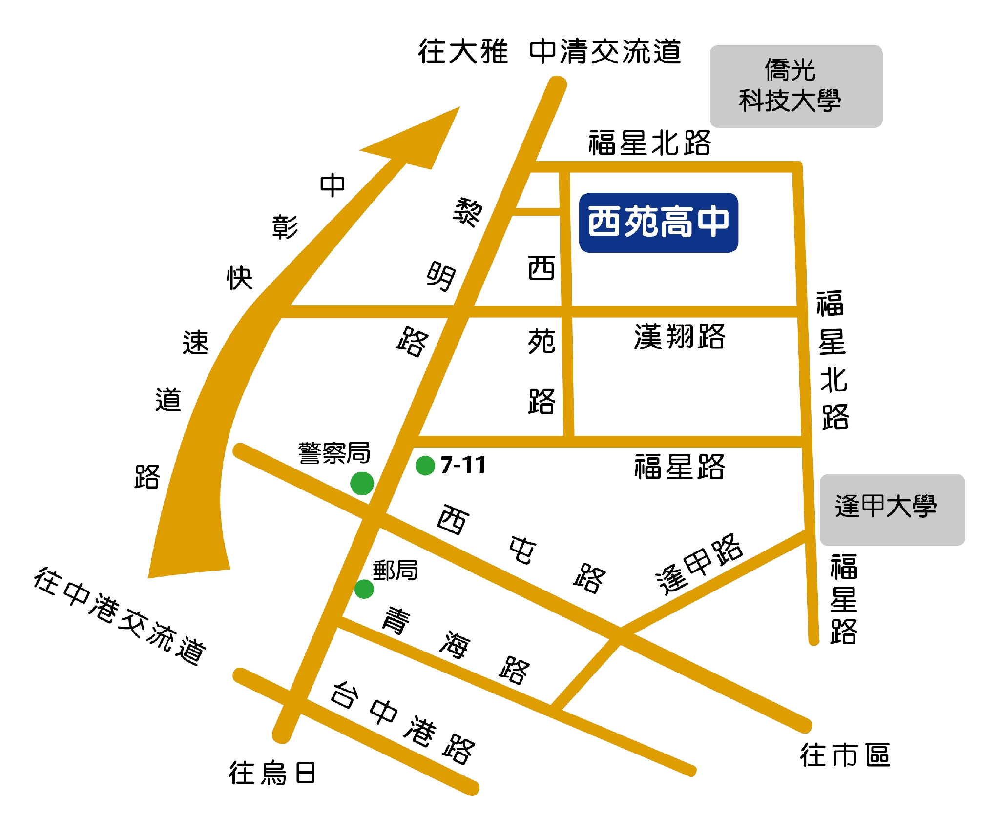 往大雅 中清交流道
僑光
科技大學
福星北路
中彰快速道路
黎明路
西苑高中
西苑路
漢翔路
福星北路
警察局
7-11
福星路
逢甲大學
西屯路
逢甲路
郵局
福星路
往中港交流道
青海路
台中港路
往烏日
往市區